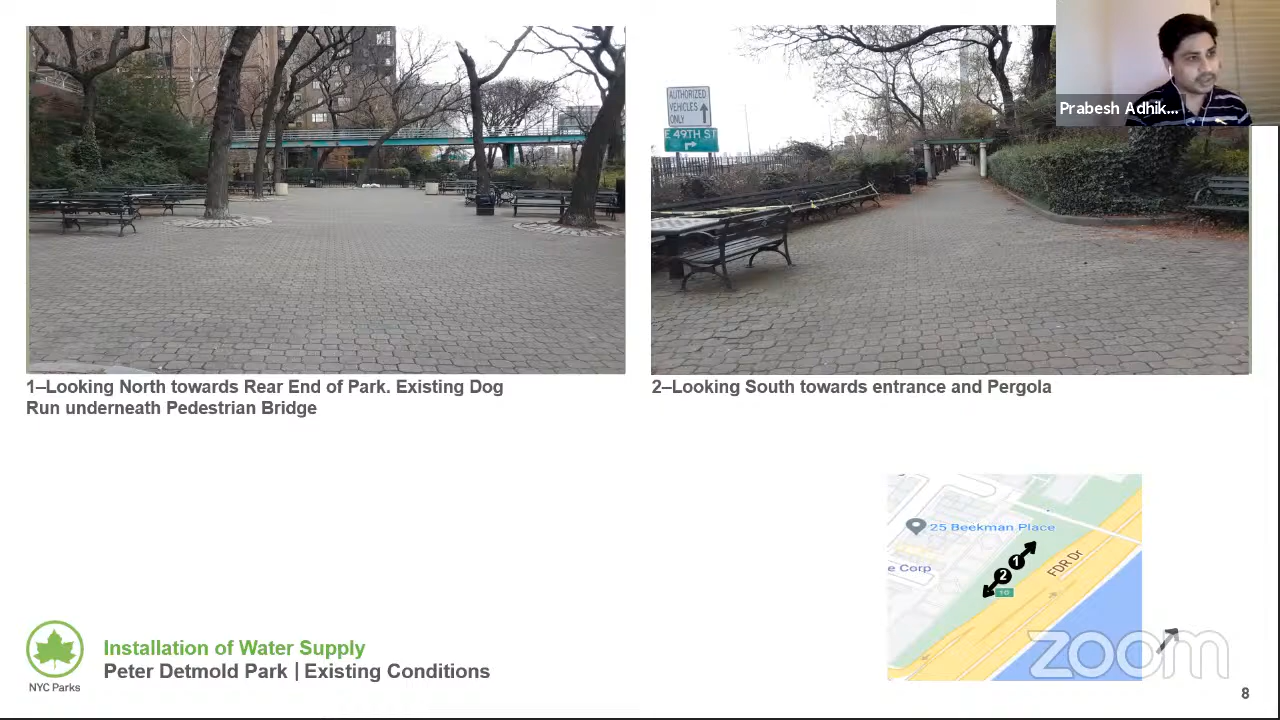 AUTHORIZED
VEHICLES
ONLY
E 49TH ST
Prabesh Adhik...
1–Looking North towards Rear End of Park. Existing Dog
Run underneath Pedestrian Bridge
2–Looking South towards entrance and Pergola
25 Beekman Place
e Corp
1
2
10
FDR Dr
Installation of Water Supply
Peter Detmold Park | Existing Conditions
NYC Parks
zoom
8